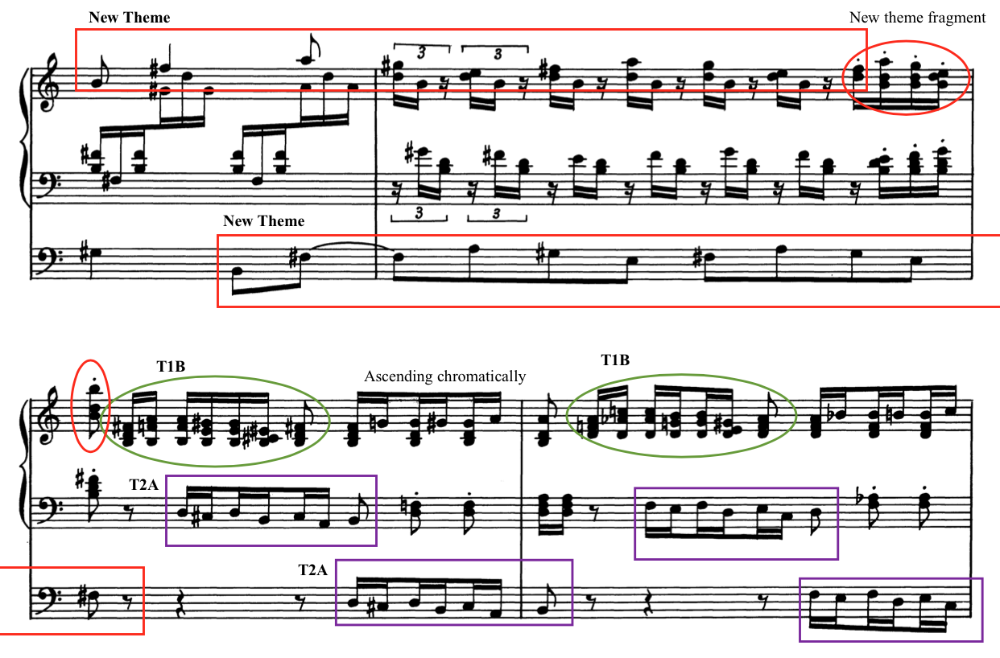 New Theme
New theme fragment
3 3
3 3
New Theme
T1B
T1B
Ascending chromatically
T2A
T2A